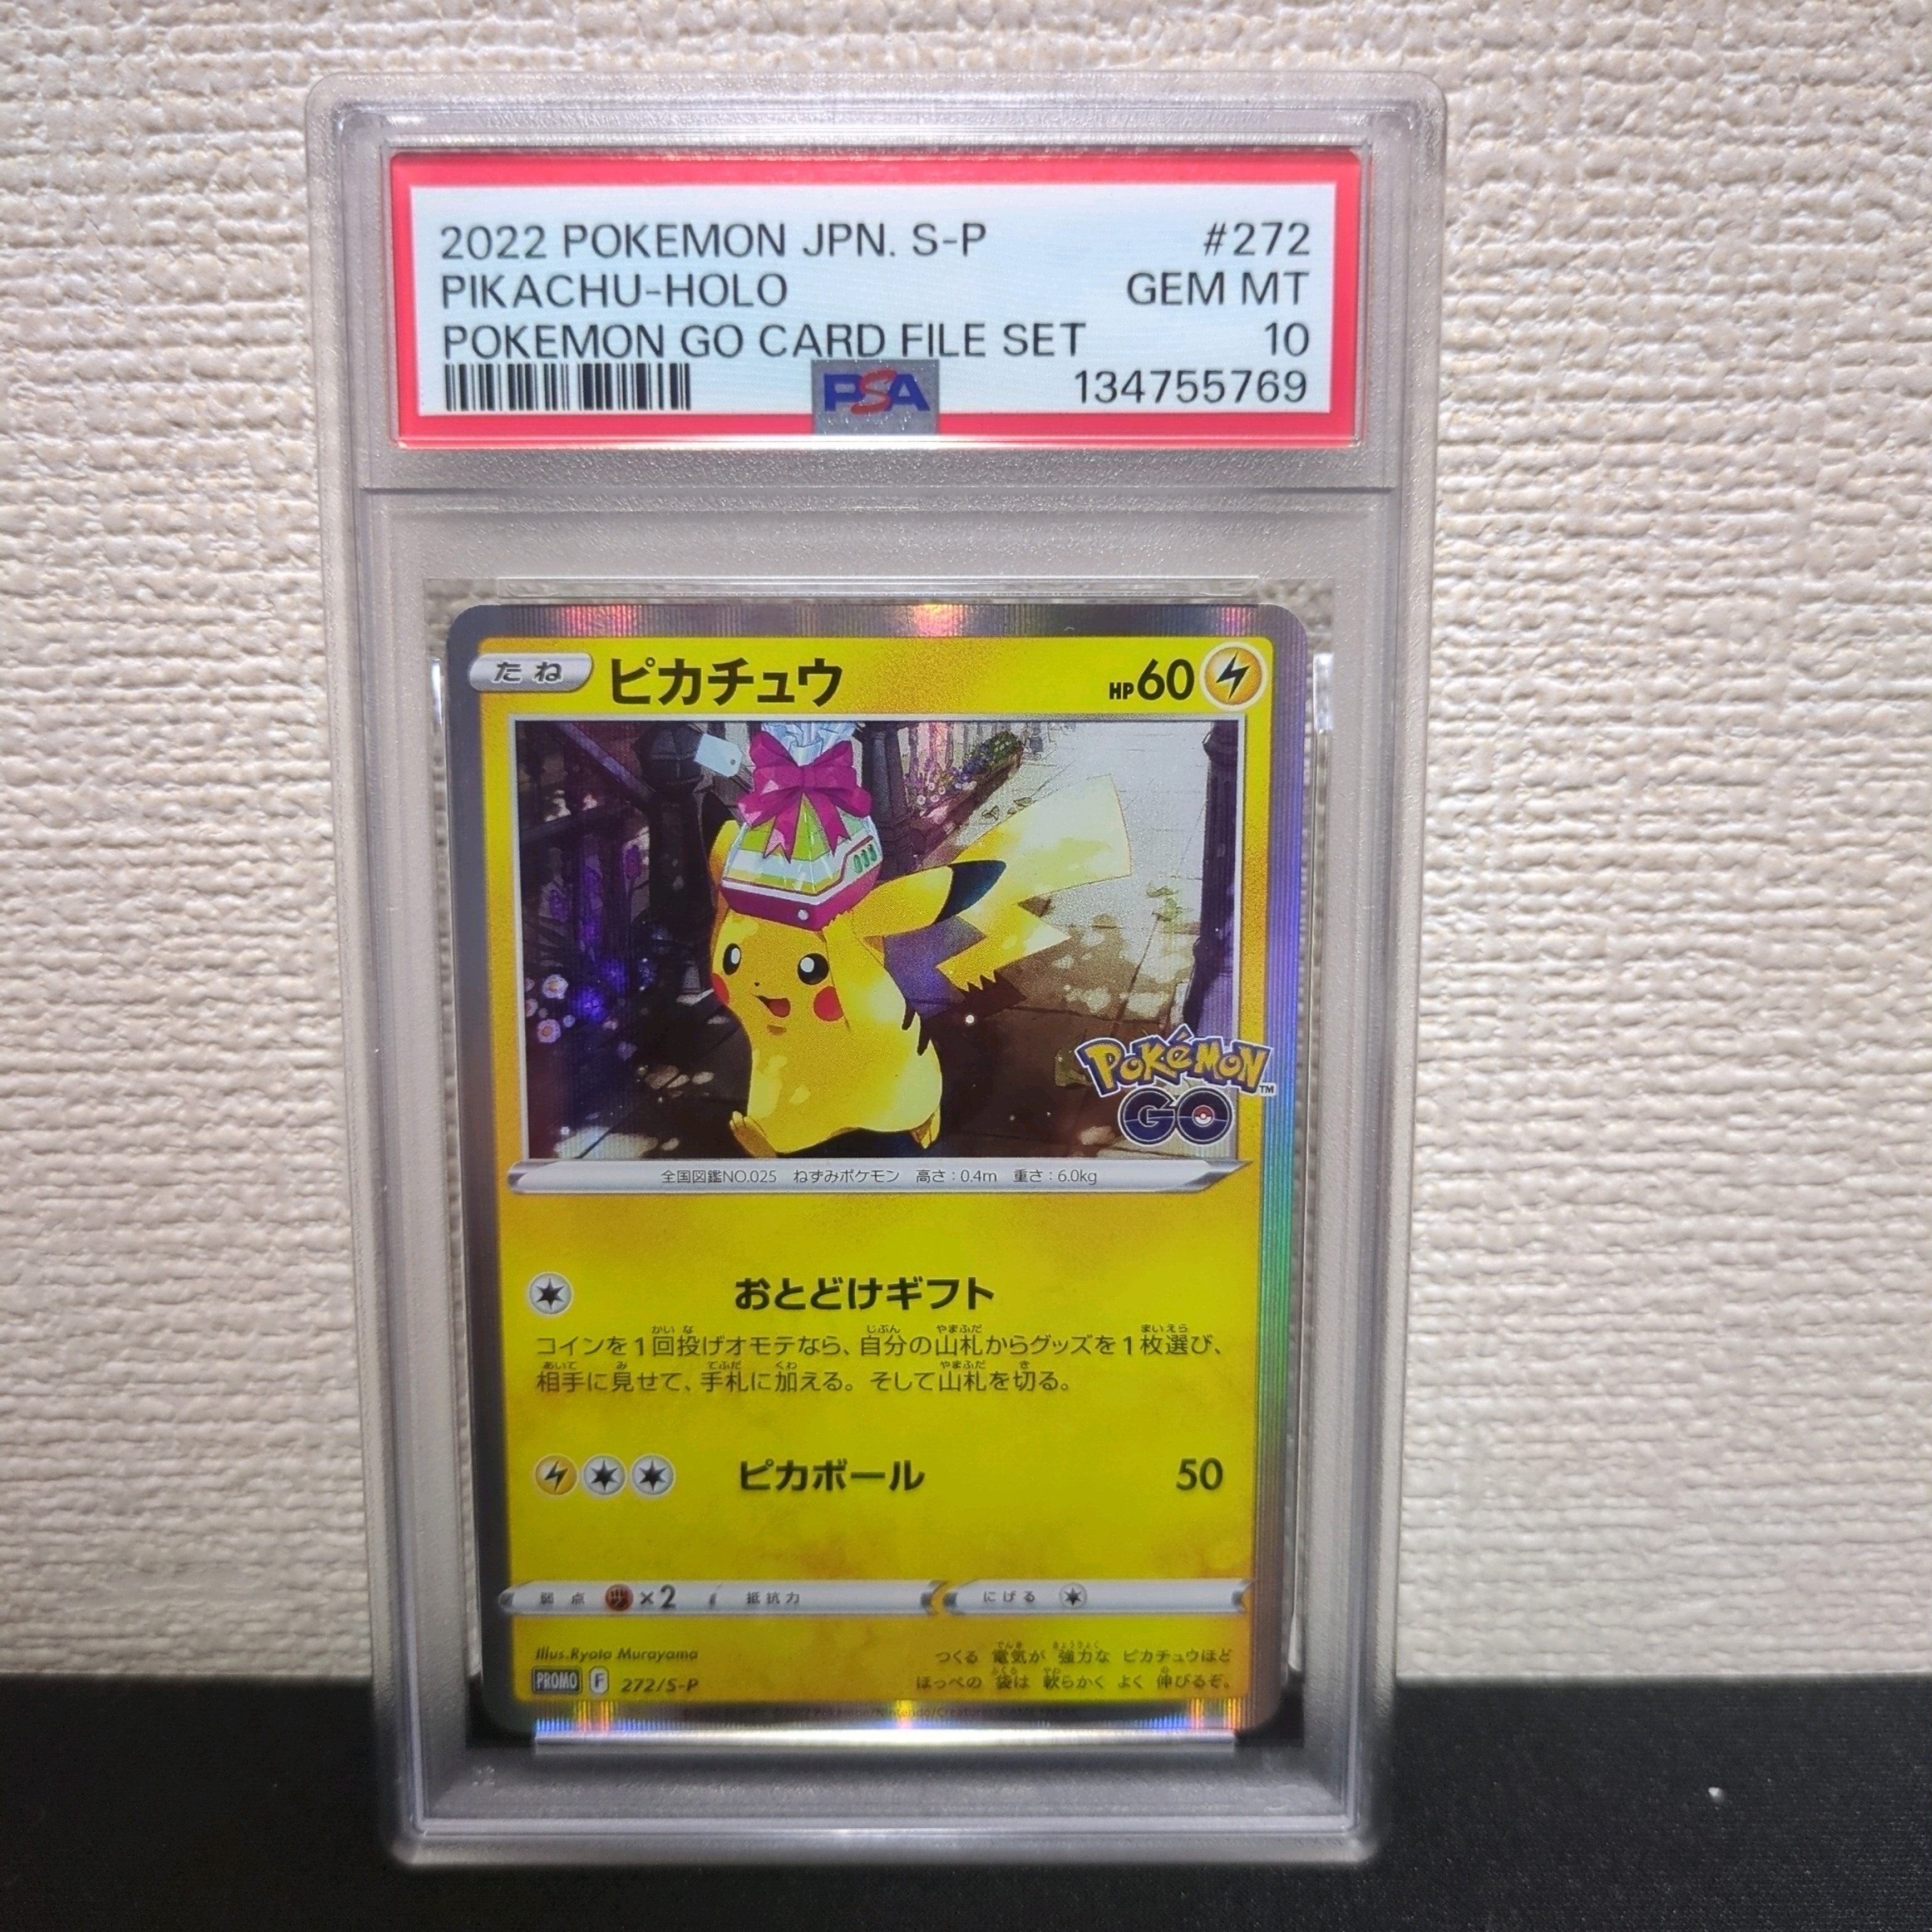 2022 POKEMON JPN. S-P #272
PIKACHU-HOLO GEM MT
POKEMON GO CARD FILE SET 10
PSA 134755769
たね ピカチュウ HP60
POKéMON™
GO
全国図鑑NO.025 ねずみポケモン 高さ:0.4m 重さ:6.0kg
おとどけギフト
コインを1回投げオモテなら、自分の山札からグッズを1枚選び、
相手に見せて、手札に加える。そして山札を切る。
ピカボール 50
弱点 ×2 抵抗力 にげる
Illus.Ryota Murayama
PROMO F 272/S-P
つくる 電気が 強力な ピカチュウほど
ほっぺの 袋は 軟らかく よく 伸びるぞ。